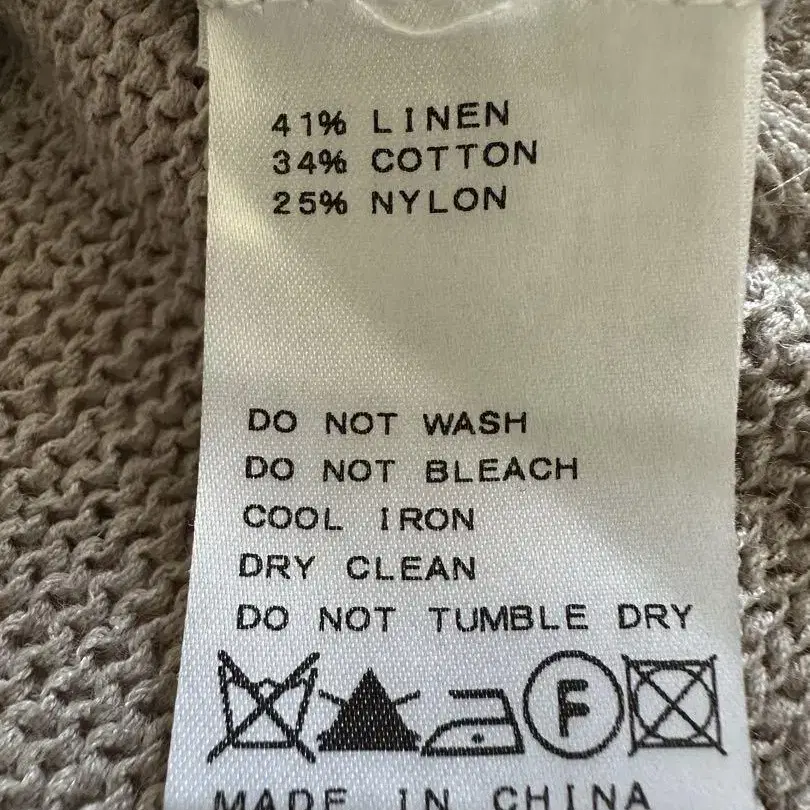 41% LINEN
34% COTTON
25% NYLON
DO NOT WASH
DO NOT BLEACH
COOL IRON
DRY CLEAN
DO NOT TUMBLE DRY
F
MADE IN CHINA